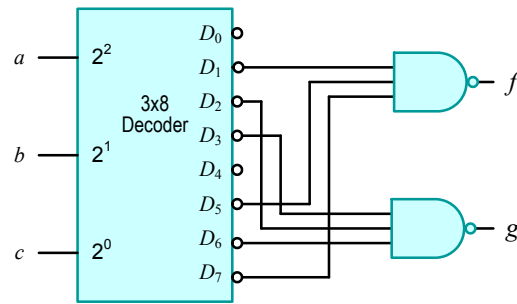 a 2²
b 2¹
c 2⁰
3x8
Decoder
D₀
D₁
D₂
D₃
D₄
D₅
D₆
D₇
f
g